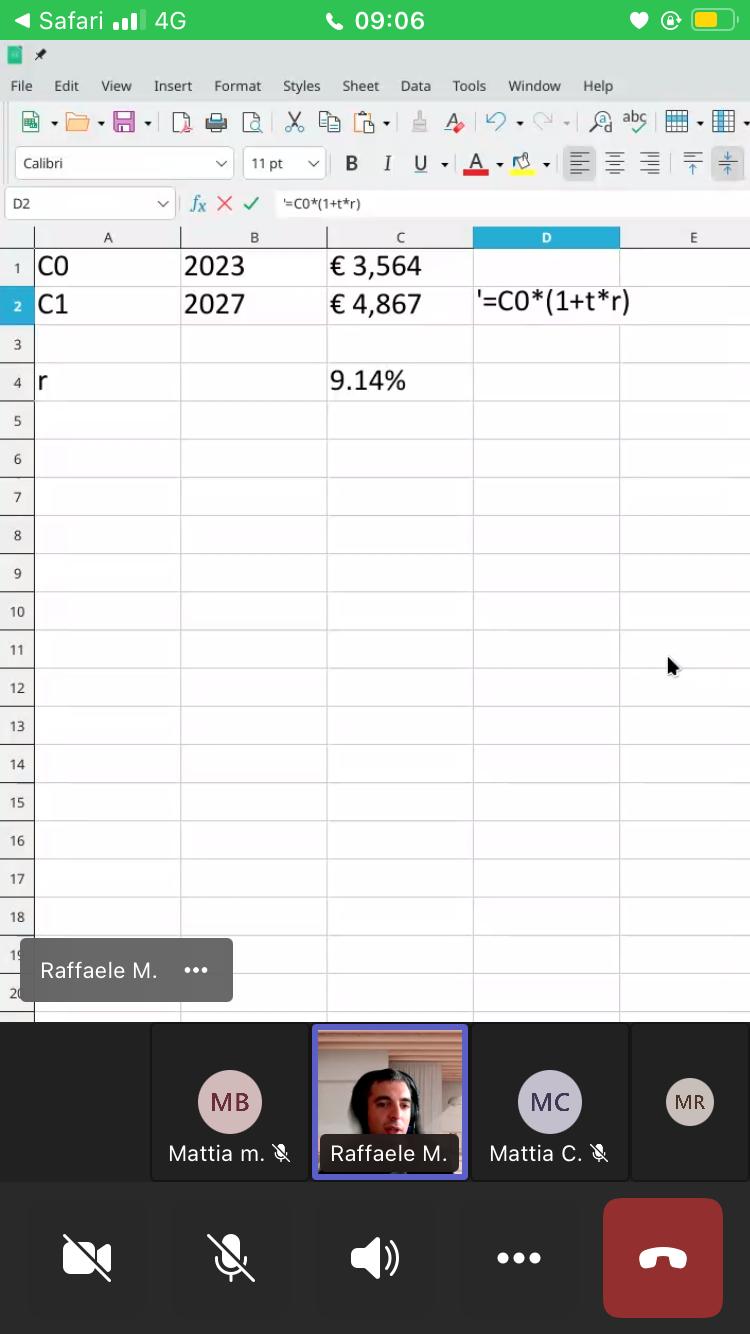 Safari 4G 09:06
File Edit View Insert Format Styles Sheet Data Tools Window Help
Calibri 11 pt B I U A
D2 fx '=C0*(1+t*r)
A B C D E
1 C0 2023 € 3,564
2 C1 2027 € 4,867 '=C0*(1+t*r)
3
4 r 9.14%
5
6
7
8
9
10
11
12
13
14
15
16
17
18
19
20
Raffaele M.
MB MC MR
Mattia m. Raffaele M. Mattia C.